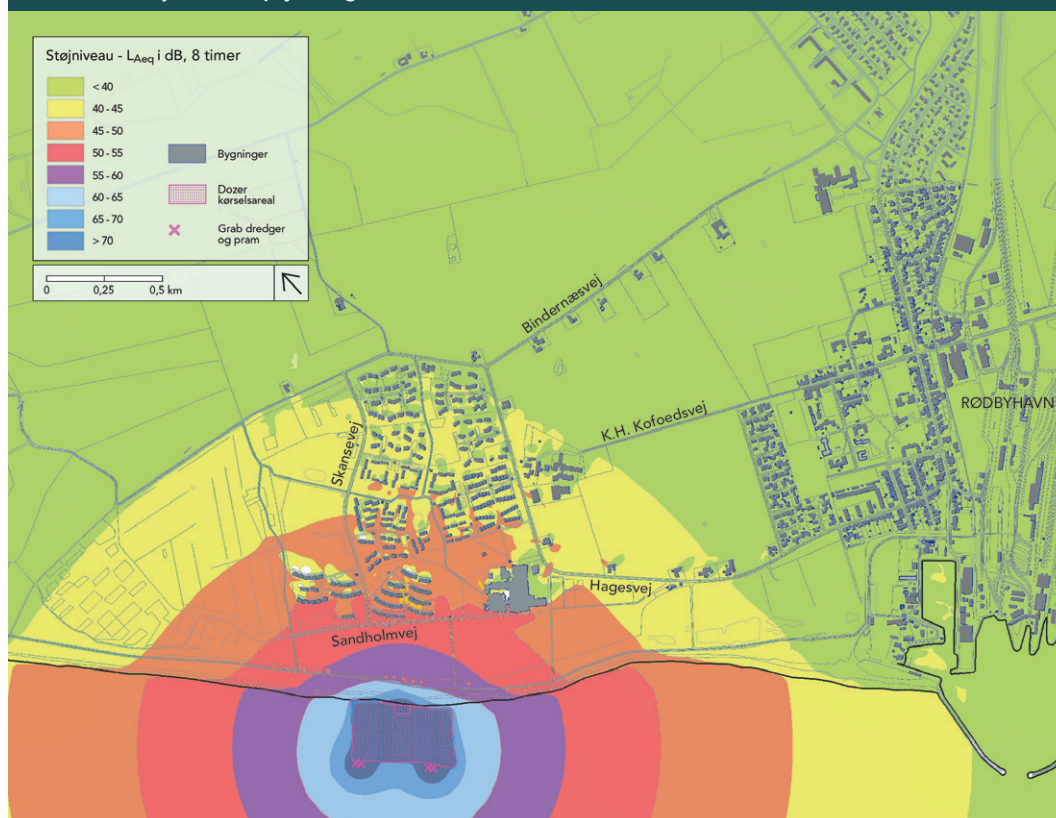 Støjniveau - LAeq i dB, 8 timer
< 40
40 - 45
45 - 50
50 - 55
55 - 60
60 - 65
65 - 70
> 70
Bygninger
Dozer
kørselsareal
Grab dredger
og pram
0 0,25 0,5 km
Bindernæsvej
K.H. Kofoedsvej
RØDBYHAVN
Skansevej
Hagesvej
Sandholmvej